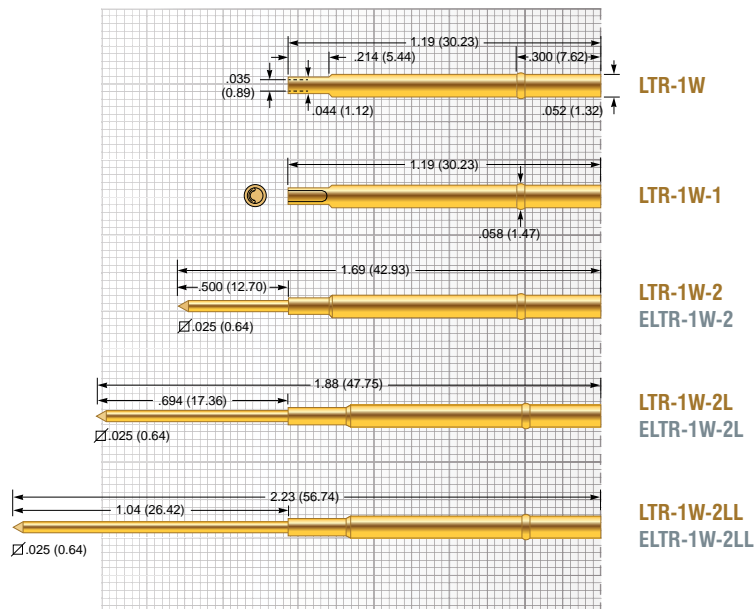 1.19 (30.23)
.214 (5.44)
.300 (7.62)
.035
(0.89)
.044 (1.12)
.052 (1.32)
LTR-1W
1.19 (30.23)
.058 (1.47)
LTR-1W-1
1.69 (42.93)
.500 (12.70)
.025 (0.64)
LTR-1W-2
ELTR-1W-2
1.88 (47.75)
.694 (17.36)
.025 (0.64)
LTR-1W-2L
ELTR-1W-2L
2.23 (56.74)
1.04 (26.42)
.025 (0.64)
LTR-1W-2LL
ELTR-1W-2LL